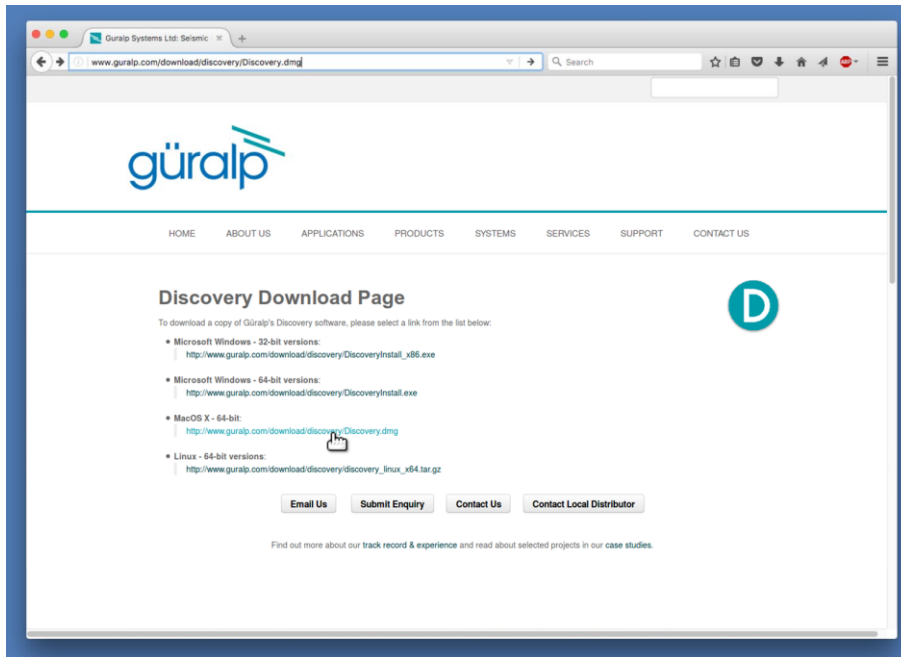 Guralp Systems Ltd: Seismic
www.guralp.com/download/discovery/Discovery.dmg
Search
ABP
güralp
HOME ABOUT US APPLICATIONS PRODUCTS SYSTEMS SERVICES SUPPORT CONTACT US
Discovery Download Page
D
To download a copy of Güralp's Discovery software, please select a link from the list below:
Microsoft Windows - 32-bit versions:
http://www.guralp.com/download/discovery/DiscoveryInstall_x86.exe
Microsoft Windows - 64-bit versions:
http://www.guralp.com/download/discovery/DiscoveryInstall.exe
MacOS X - 64-bit:
http://www.guralp.com/download/discovery/Discovery.dmg
Linux - 64-bit versions:
http://www.guralp.com/download/discovery/discovery_linux_x64.tar.gz
Email Us Submit Enquiry Contact Us Contact Local Distributor
Find out more about our track record & experience and read about selected projects in our case studies.